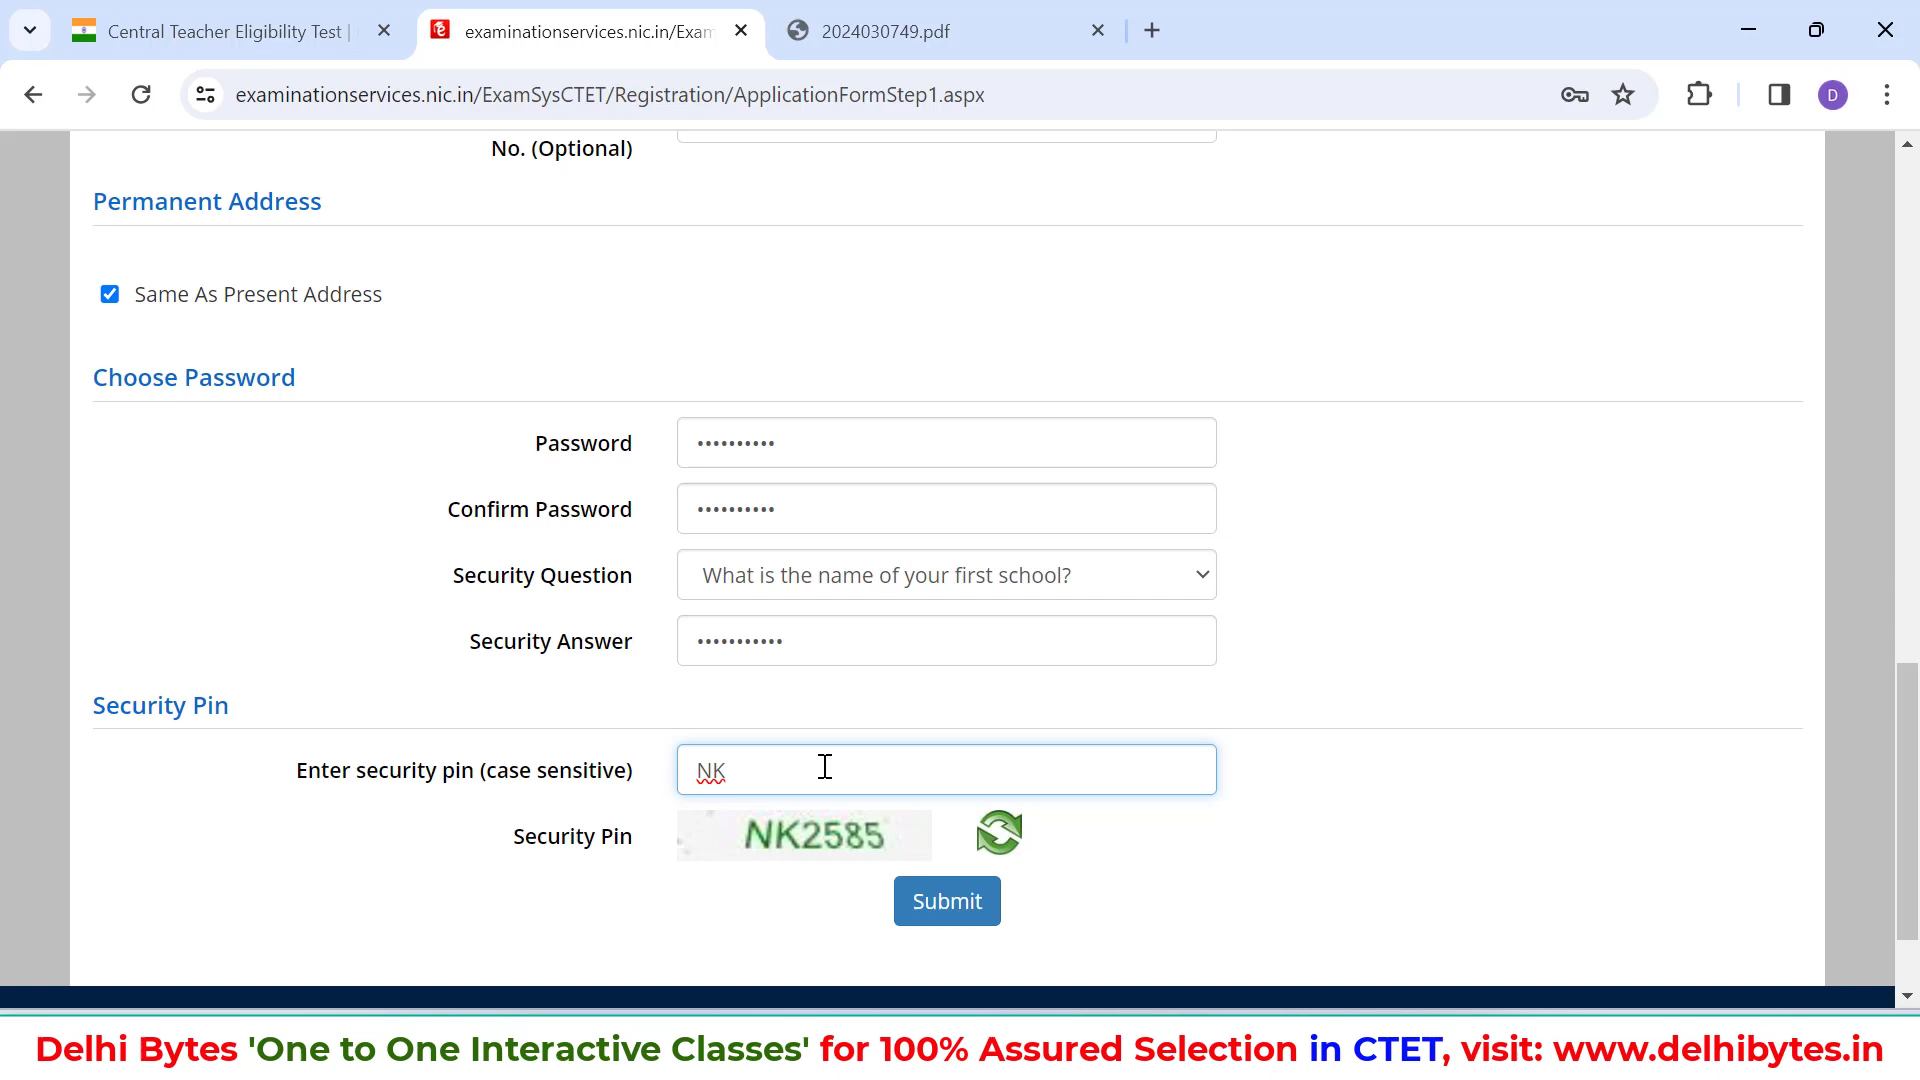 Central Teacher Eligibility Test |
examinationservices.nic.in/Exam
2024030749.pdf
examinationservices.nic.in/ExamSysCTET/Registration/ApplicationFormStep1.aspx
D
No. (Optional)
Permanent Address
Same As Present Address
Choose Password
Password ••••••••••
Confirm Password ••••••••••
Security Question What is the name of your first school?
Security Answer •••••••••••
Security Pin
Enter security pin (case sensitive) NK
Security Pin NK2585
Submit
Delhi Bytes 'One to One Interactive Classes' for 100% Assured Selection in CTET, visit: www.delhibytes.in